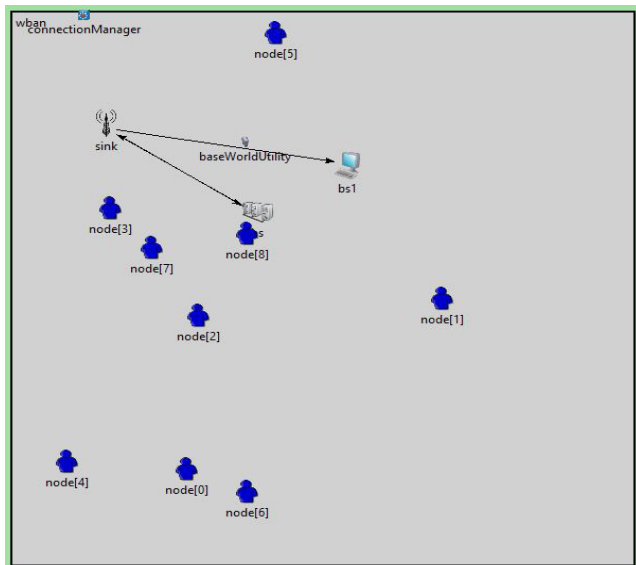 wban
connectionManager
node[5]
sink
baseWorldUtility
bs1
node[3]
node[8]
node[7]
node[1]
node[2]
node[4]
node[0]
node[6]